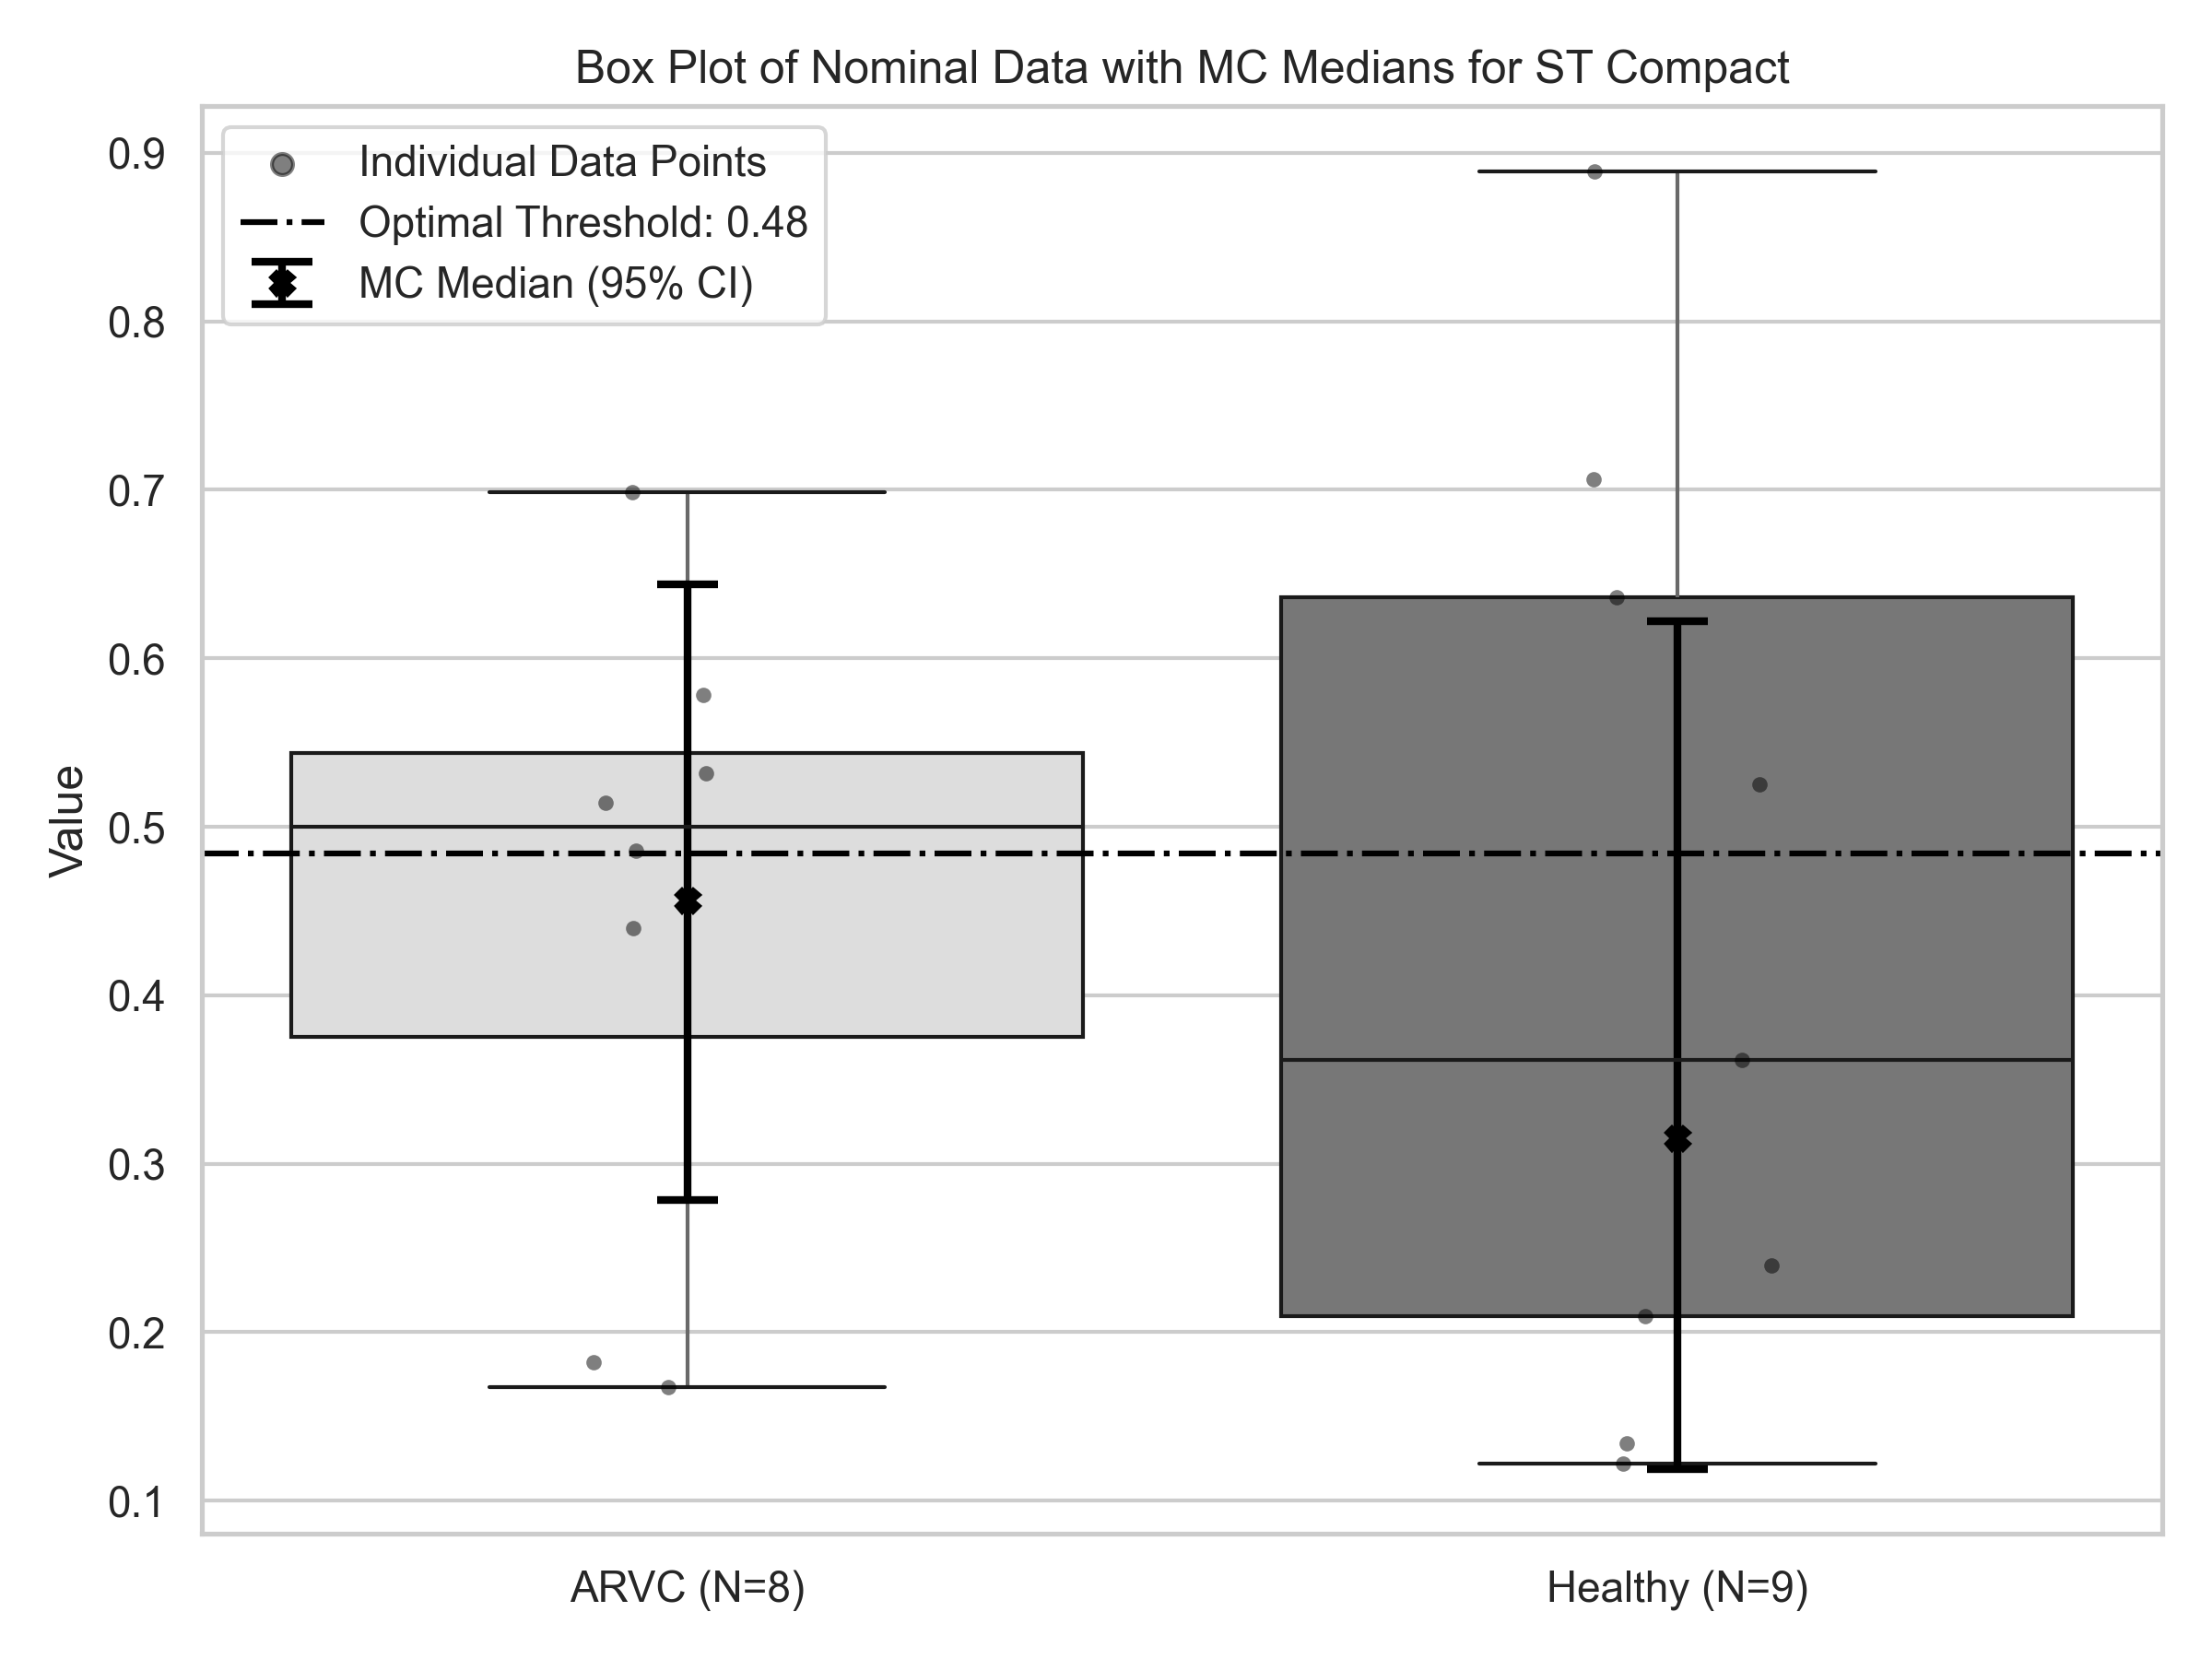 Box Plot of Nominal Data with MC Medians for ST Compact
Individual Data Points
Optimal Threshold: 0.48
MC Median (95% CI)
0.9
0.8
0.7
0.6
0.5
0.4
0.3
0.2
0.1
Value
ARVC (N=8)
Healthy (N=9)